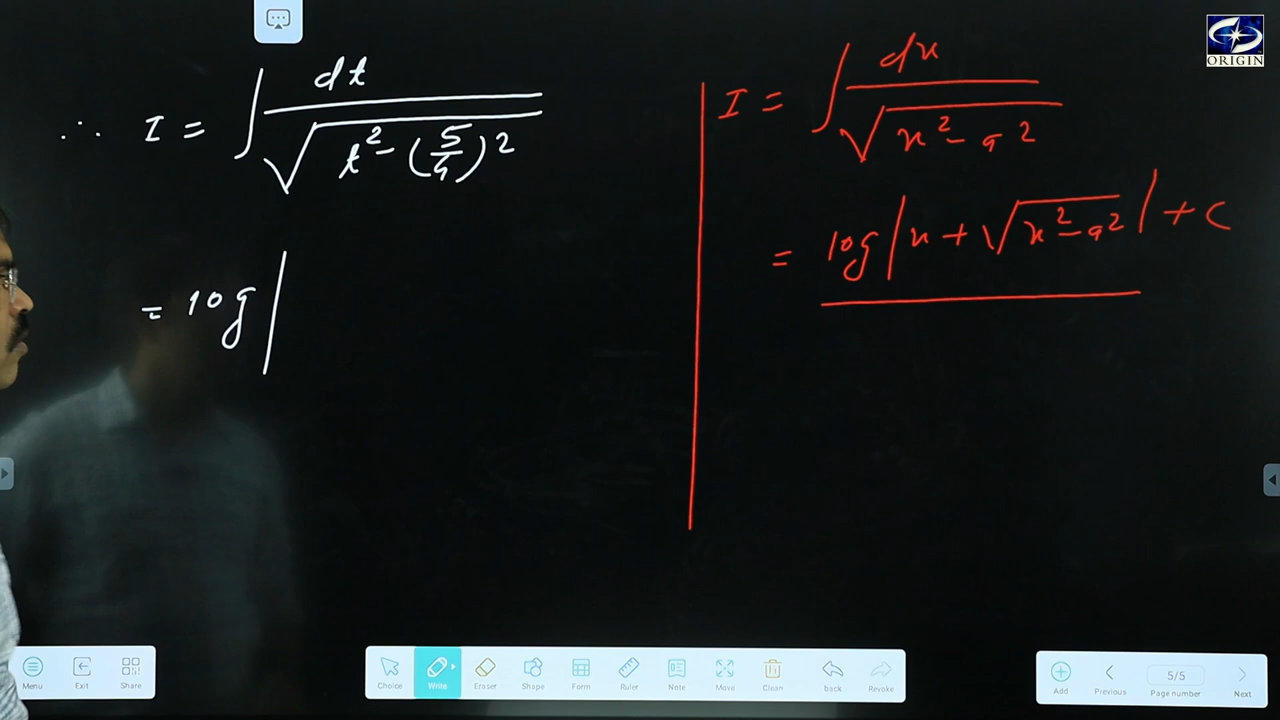 ∴ I = ∫ dt / √(t² - (5/4)²)
= log |
I = ∫ dx / √(x² - a²)
= log | x + √(x² - a²) | + c
ORIGIN
Menu
Exit
Share
Choice
Write
Eraser
Shape
Form
Ruler
Note
Move
Clean
back
Revoke
Add
Previous
5/5
Page number
Next